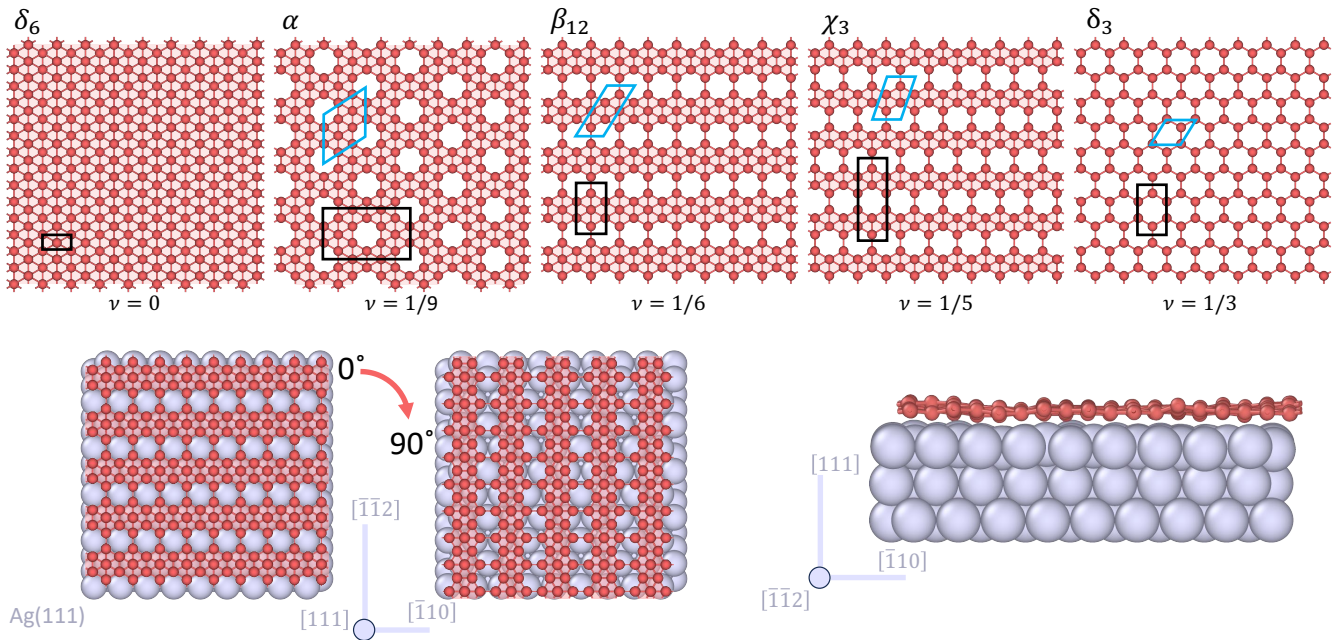 δ₆ α β₁₂ χ₃ δ₃
ν = 0 ν = 1/9 ν = 1/6 ν = 1/5 ν = 1/3
0°
90°
[1̄1̄2]
[111] [1̄10]
Ag(111)
[111]
[1̄10]
[1̄1̄2]